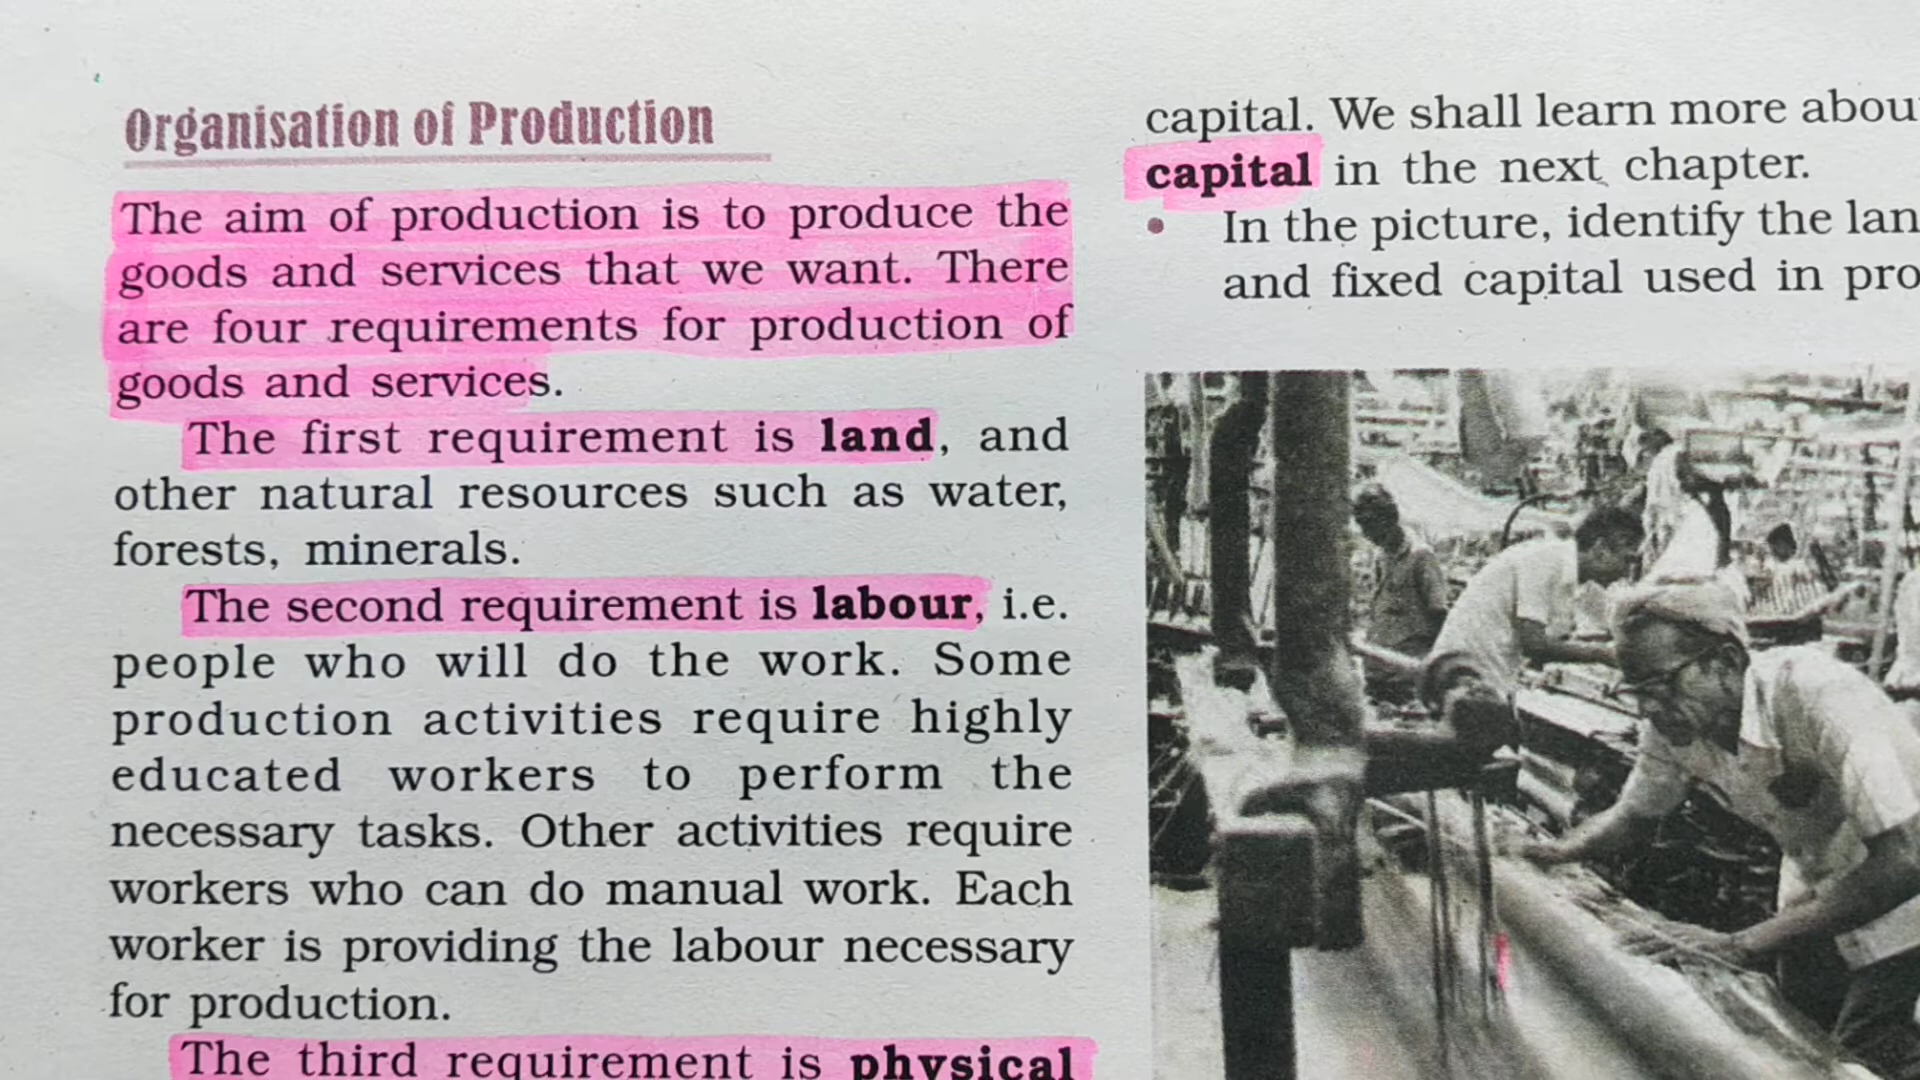 Organisation of Production
The aim of production is to produce the
goods and services that we want. There
are four requirements for production of
goods and services.
The first requirement is land, and
other natural resources such as water,
forests, minerals.
The second requirement is labour, i.e.
people who will do the work. Some
production activities require highly
educated workers to perform the
necessary tasks. Other activities require
workers who can do manual work. Each
worker is providing the labour necessary
for production.
The third requirement is physical
capital. We shall learn more abou
capital in the next chapter.
• In the picture, identify the lan
and fixed capital used in pro